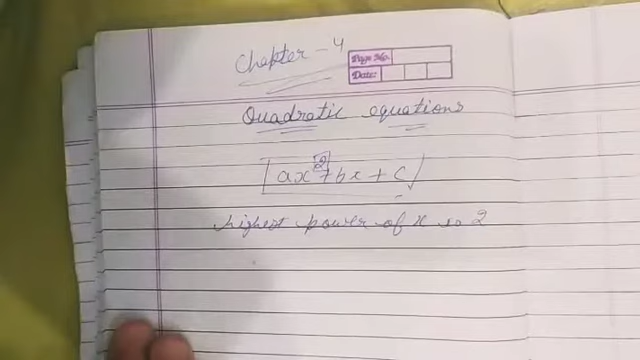 Chapter - 4
Page No.
Date:
Quadratic equations
ax²+bx+c
highest power of x is 2